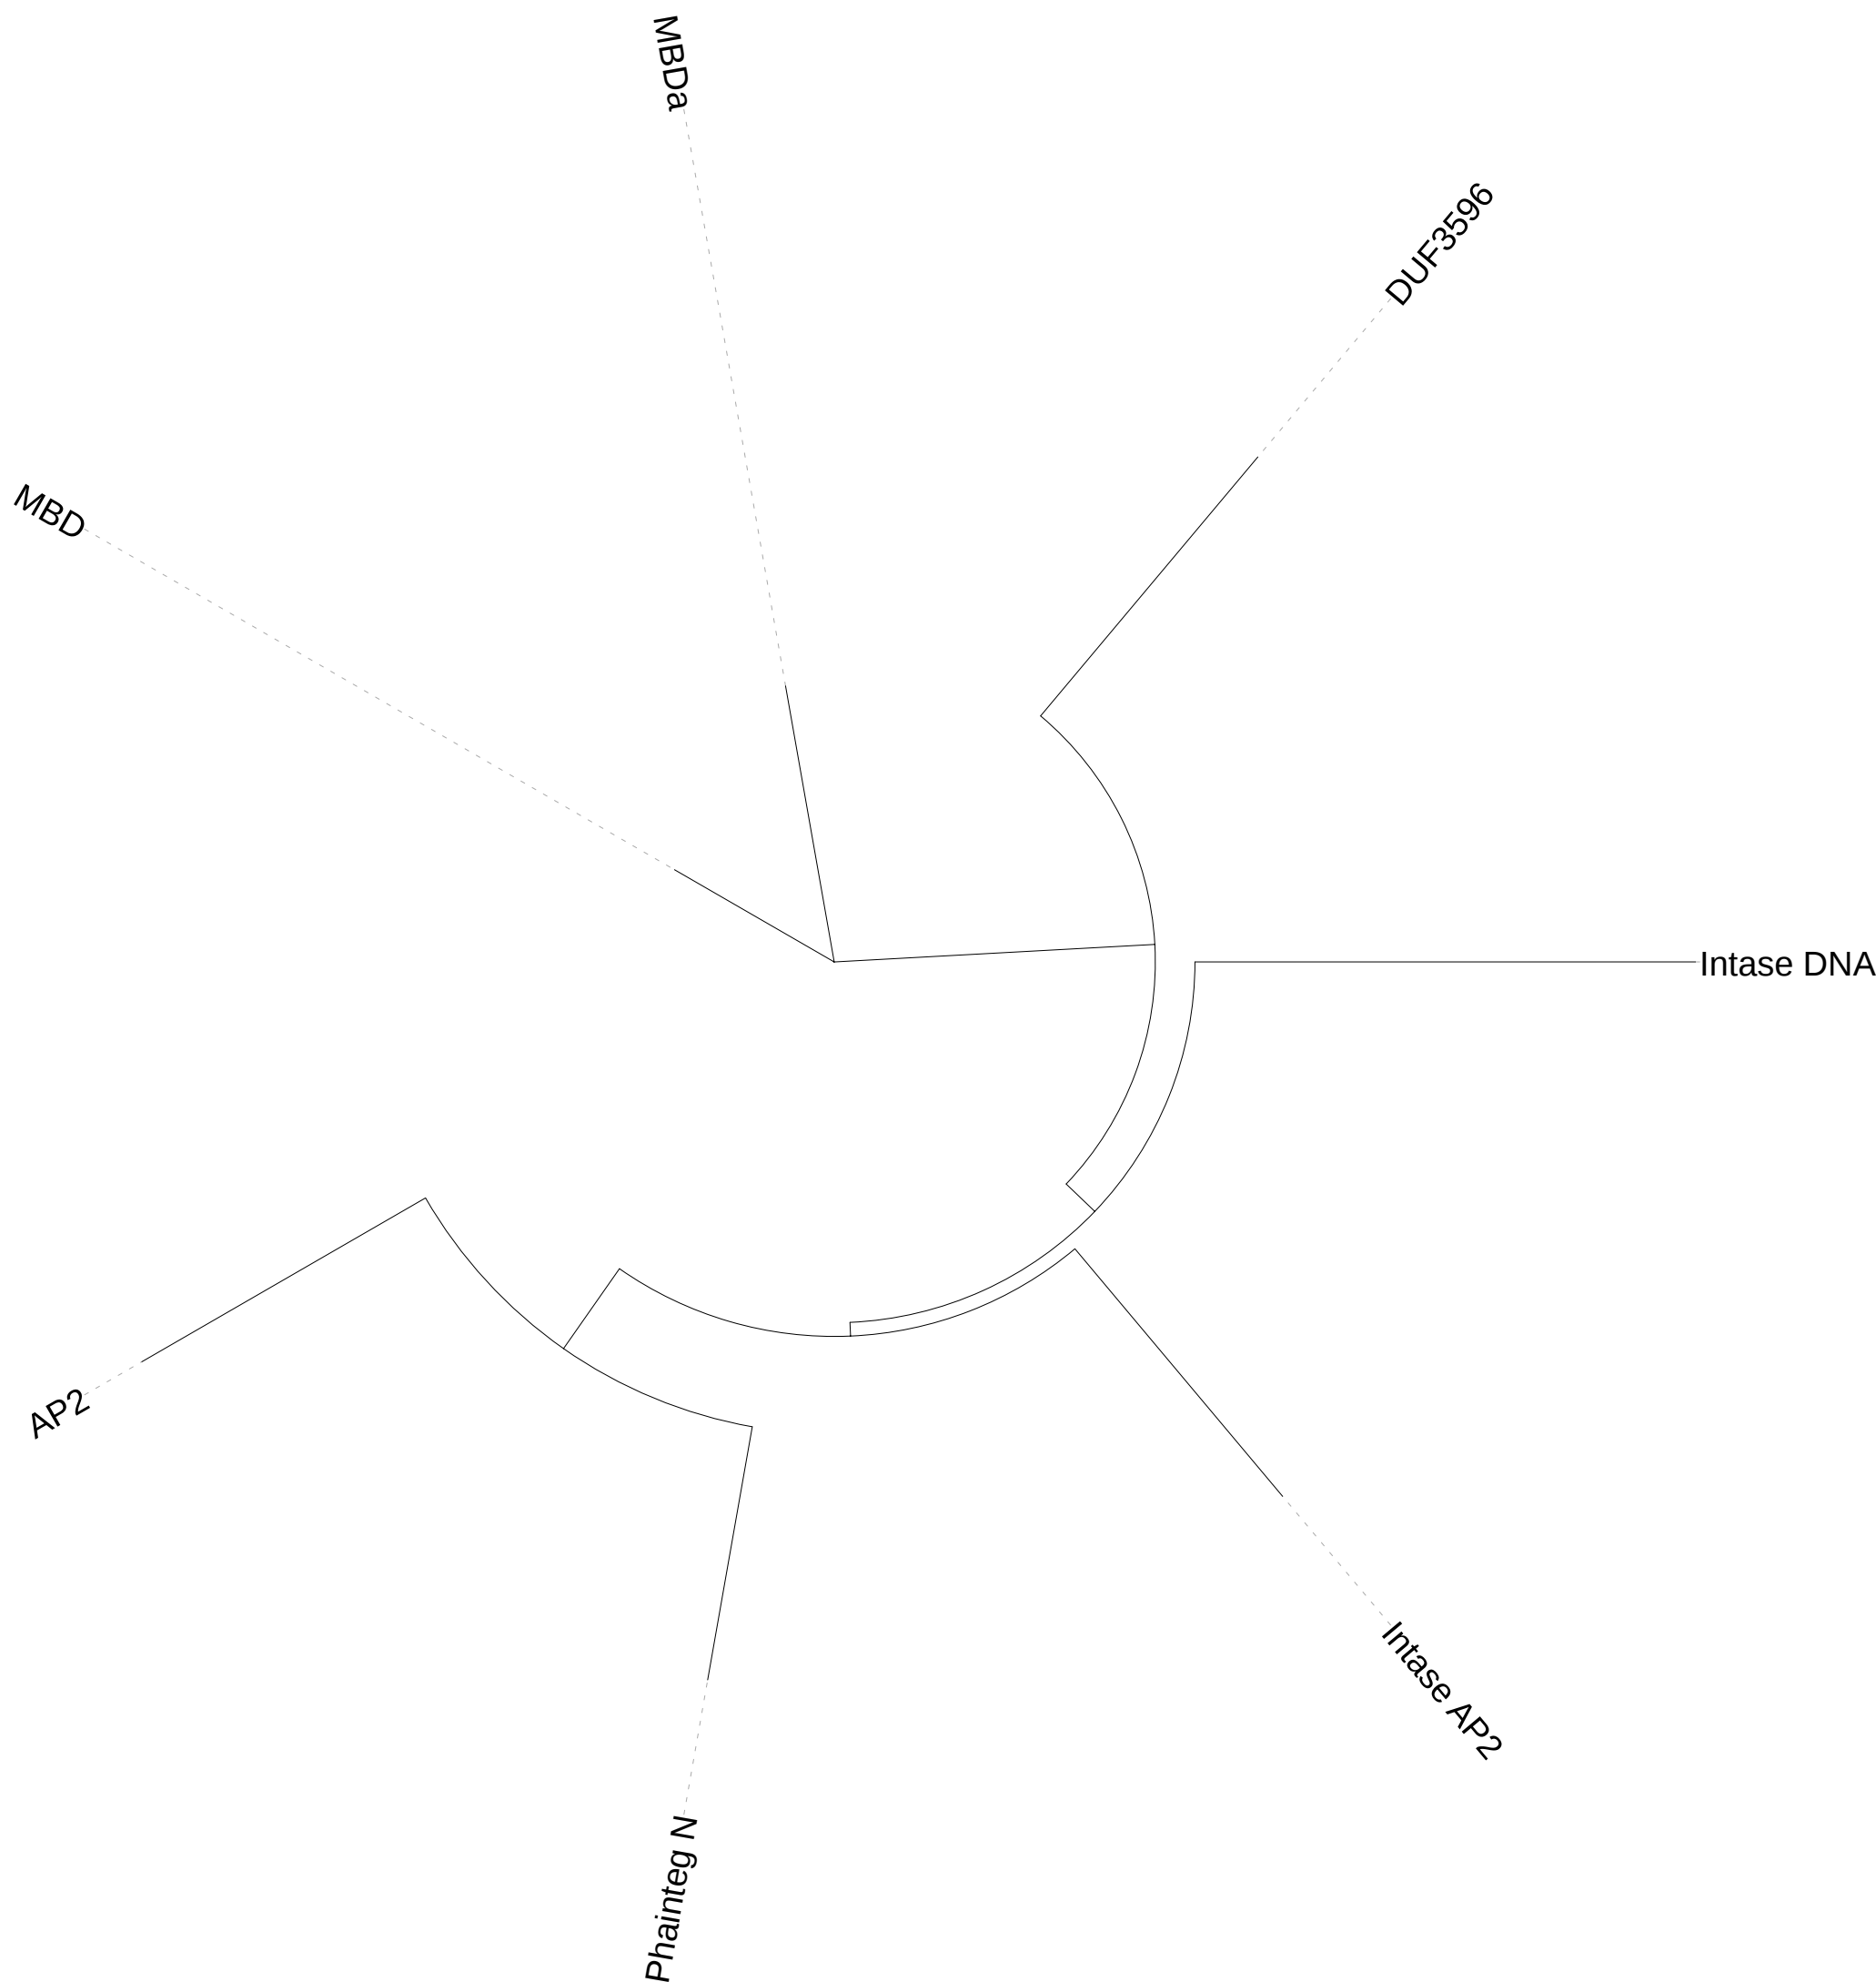 MBDa
DUF3596
MBD
Intase DNA
AP2
Intase AP2
Phainteg N